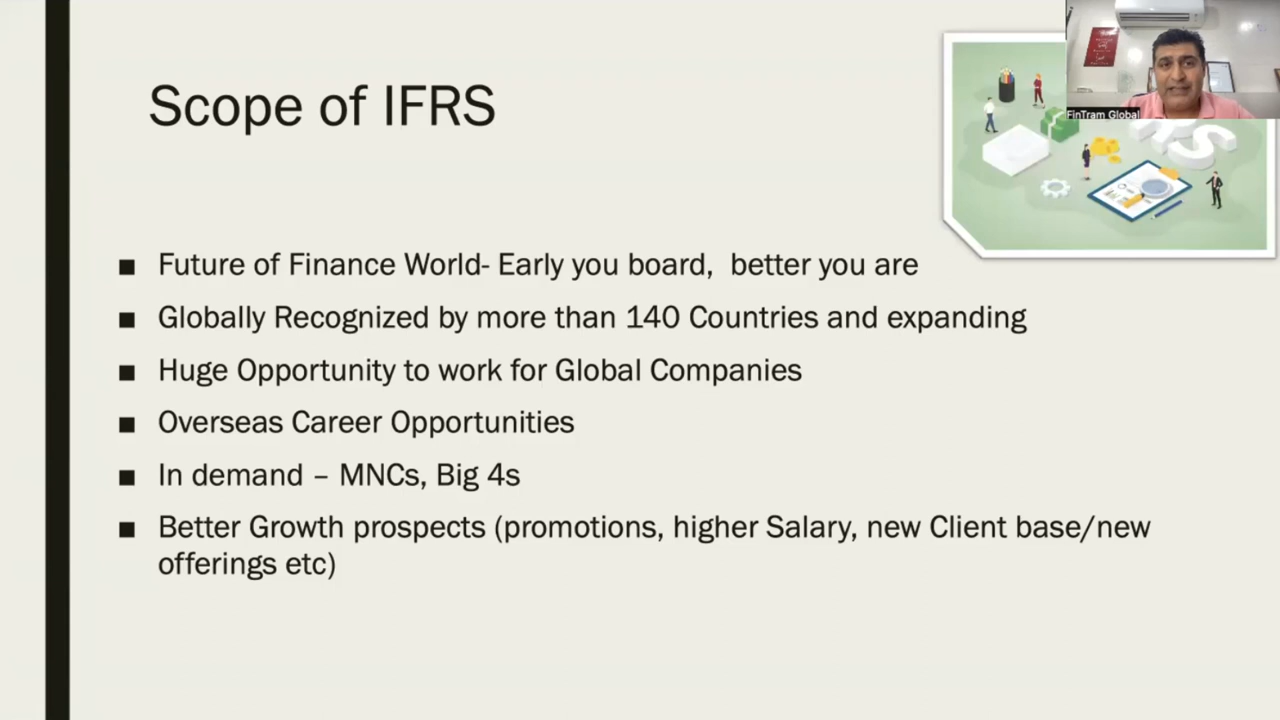 Scope of IFRS
FinTram Global
■ Future of Finance World- Early you board,  better you are
■ Globally Recognized by more than 140 Countries and expanding
■ Huge Opportunity to work for Global Companies
■ Overseas Career Opportunities
■ In demand – MNCs, Big 4s
■ Better Growth prospects (promotions, higher Salary, new Client base/new
offerings etc)